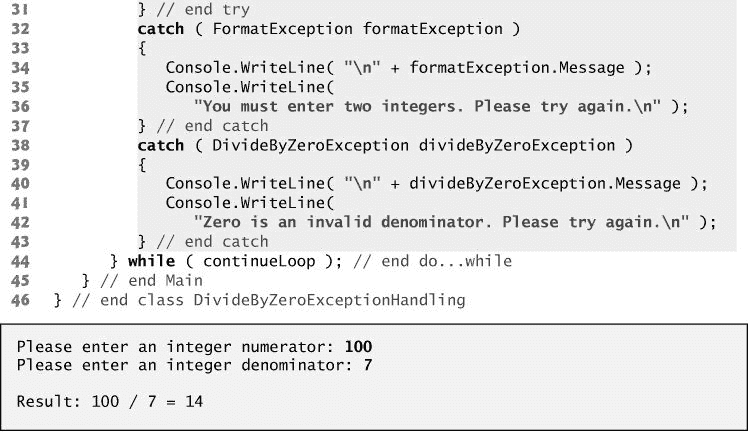 31 } // end try
32 catch ( FormatException formatException )
33 {
34 Console.WriteLine( "\n" + formatException.Message );
35 Console.WriteLine(
36 "You must enter two integers. Please try again.\n" );
37 } // end catch
38 catch ( DivideByZeroException divideByZeroException )
39 {
40 Console.WriteLine( "\n" + divideByZeroException.Message );
41 Console.WriteLine(
42 "Zero is an invalid denominator. Please try again.\n" );
43 } // end catch
44 } while ( continueLoop ); // end do...while
45 } // end Main
46 } // end class DivideByZeroExceptionHandling
Please enter an integer numerator: 100
Please enter an integer denominator: 7
Result: 100 / 7 = 14